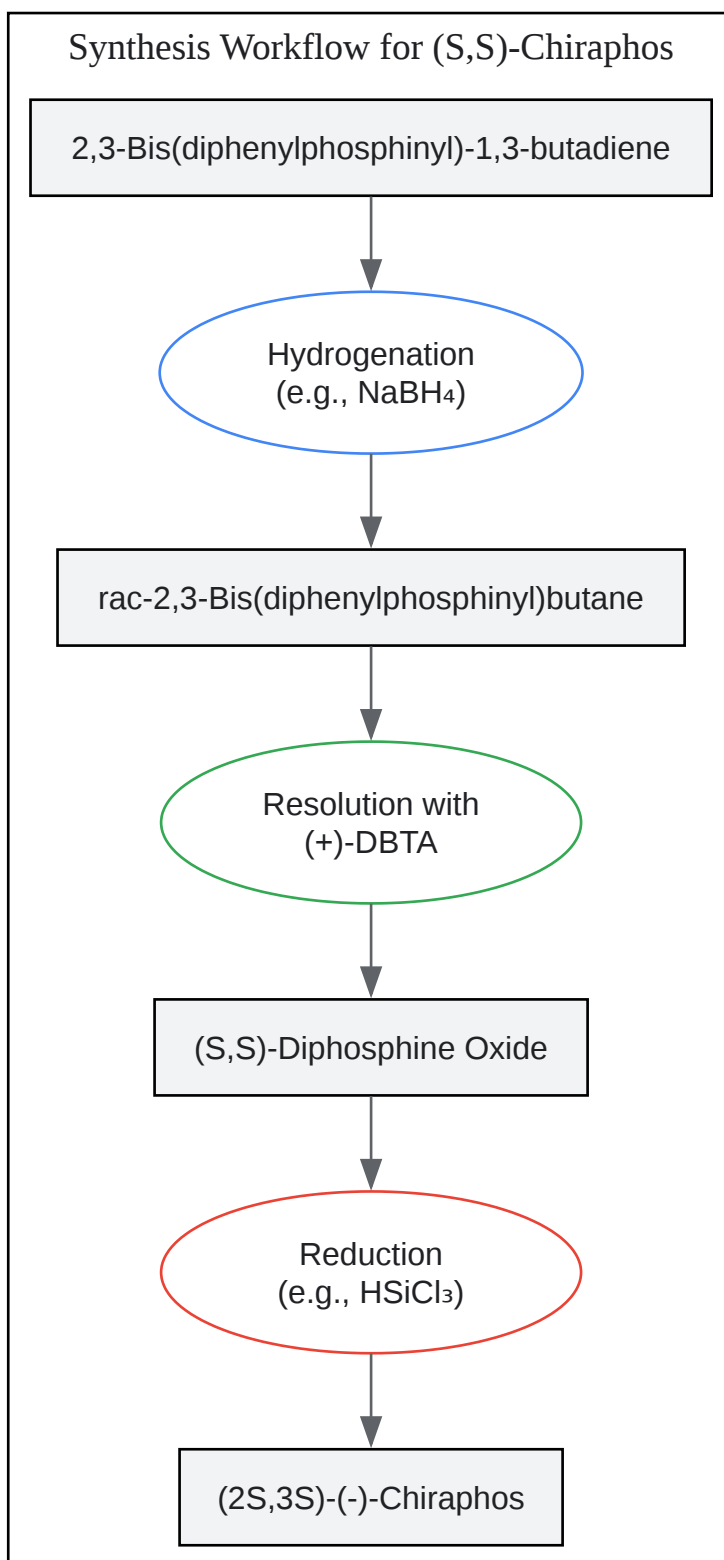 Synthesis Workflow for (S,S)-Chiraphos
2,3-Bis(diphenylphosphinyl)-1,3-butadiene
Hydrogenation
(e.g., NaBH₄)
rac-2,3-Bis(diphenylphosphinyl)butane
Resolution with
(+)-DBTA
(S,S)-Diphosphine Oxide
Reduction
(e.g., HSiCl₃)
(2S,3S)-(-)-Chiraphos